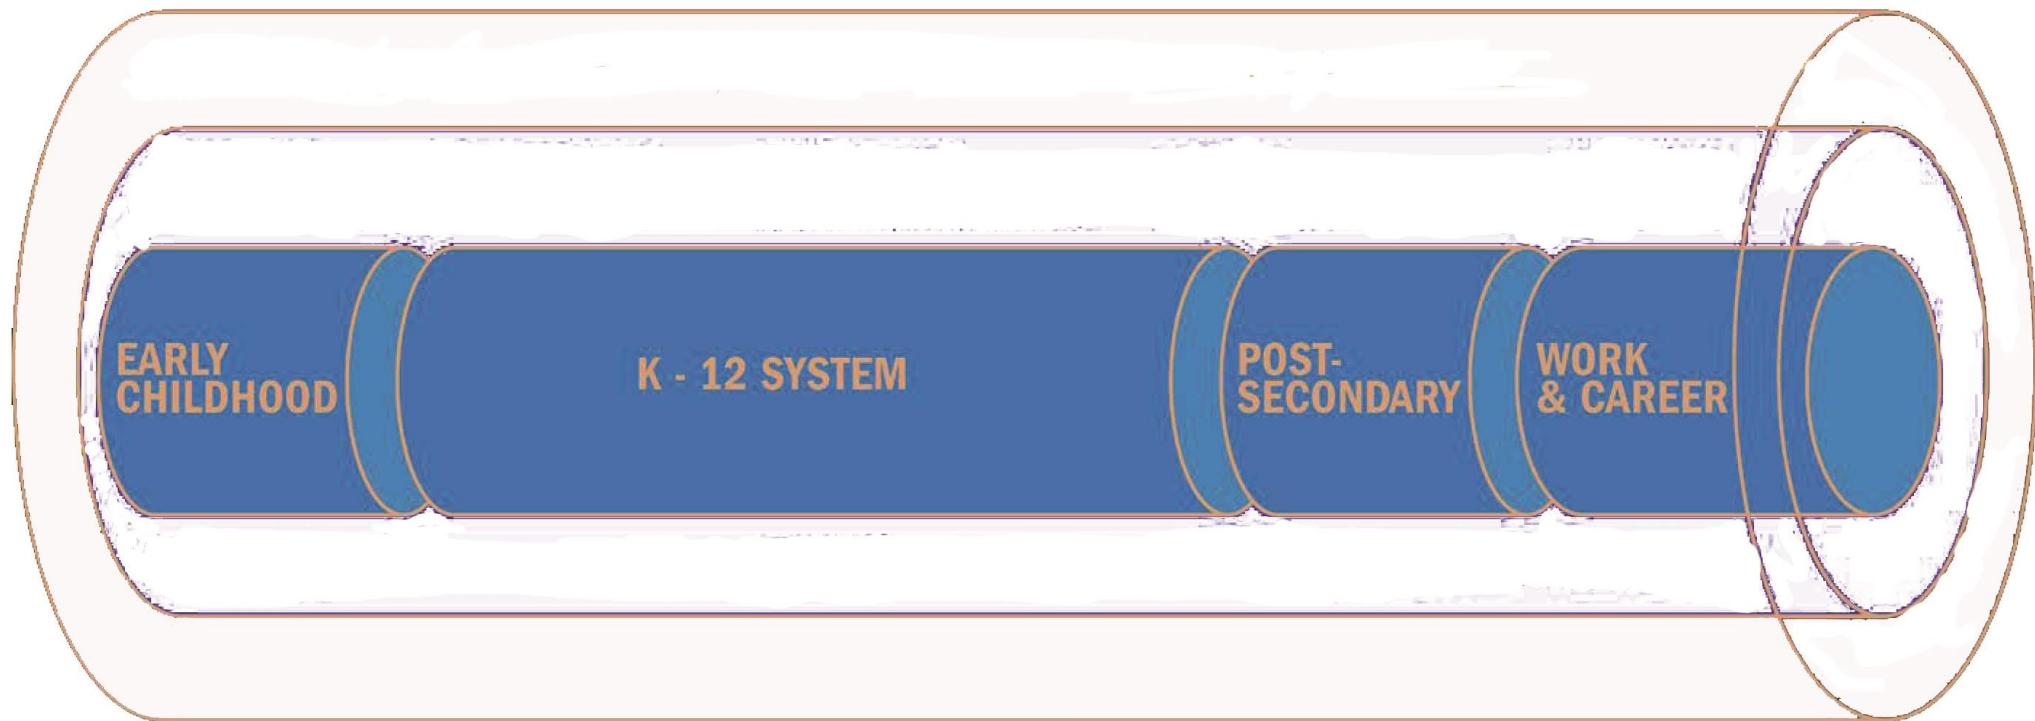 EARLY
CHILDHOOD
K - 12 SYSTEM
POST-
SECONDARY
WORK
& CAREER